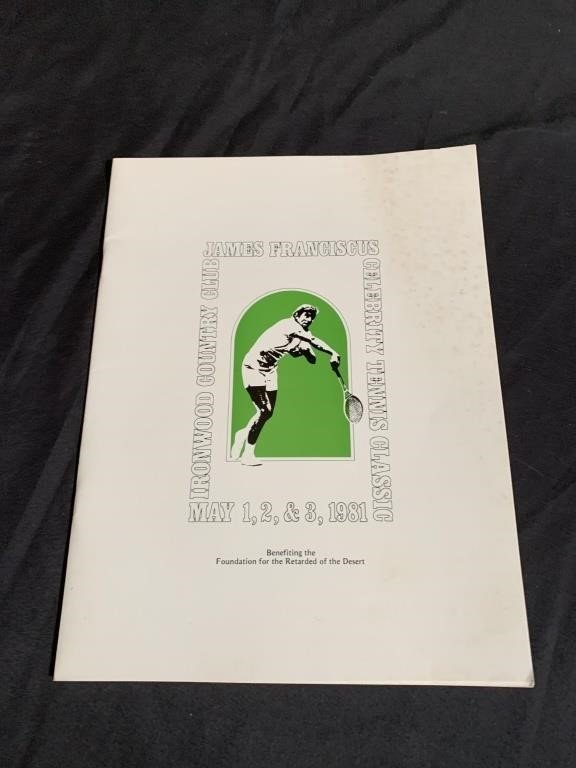 JAMES FRANCISCUS
CELEBRITY TENNIS CLASSIC
IRONWOOD COUNTRY CLUB
MAY 1, 2, & 3, 1981
Benefiting the
Foundation for the Retarded of the Desert